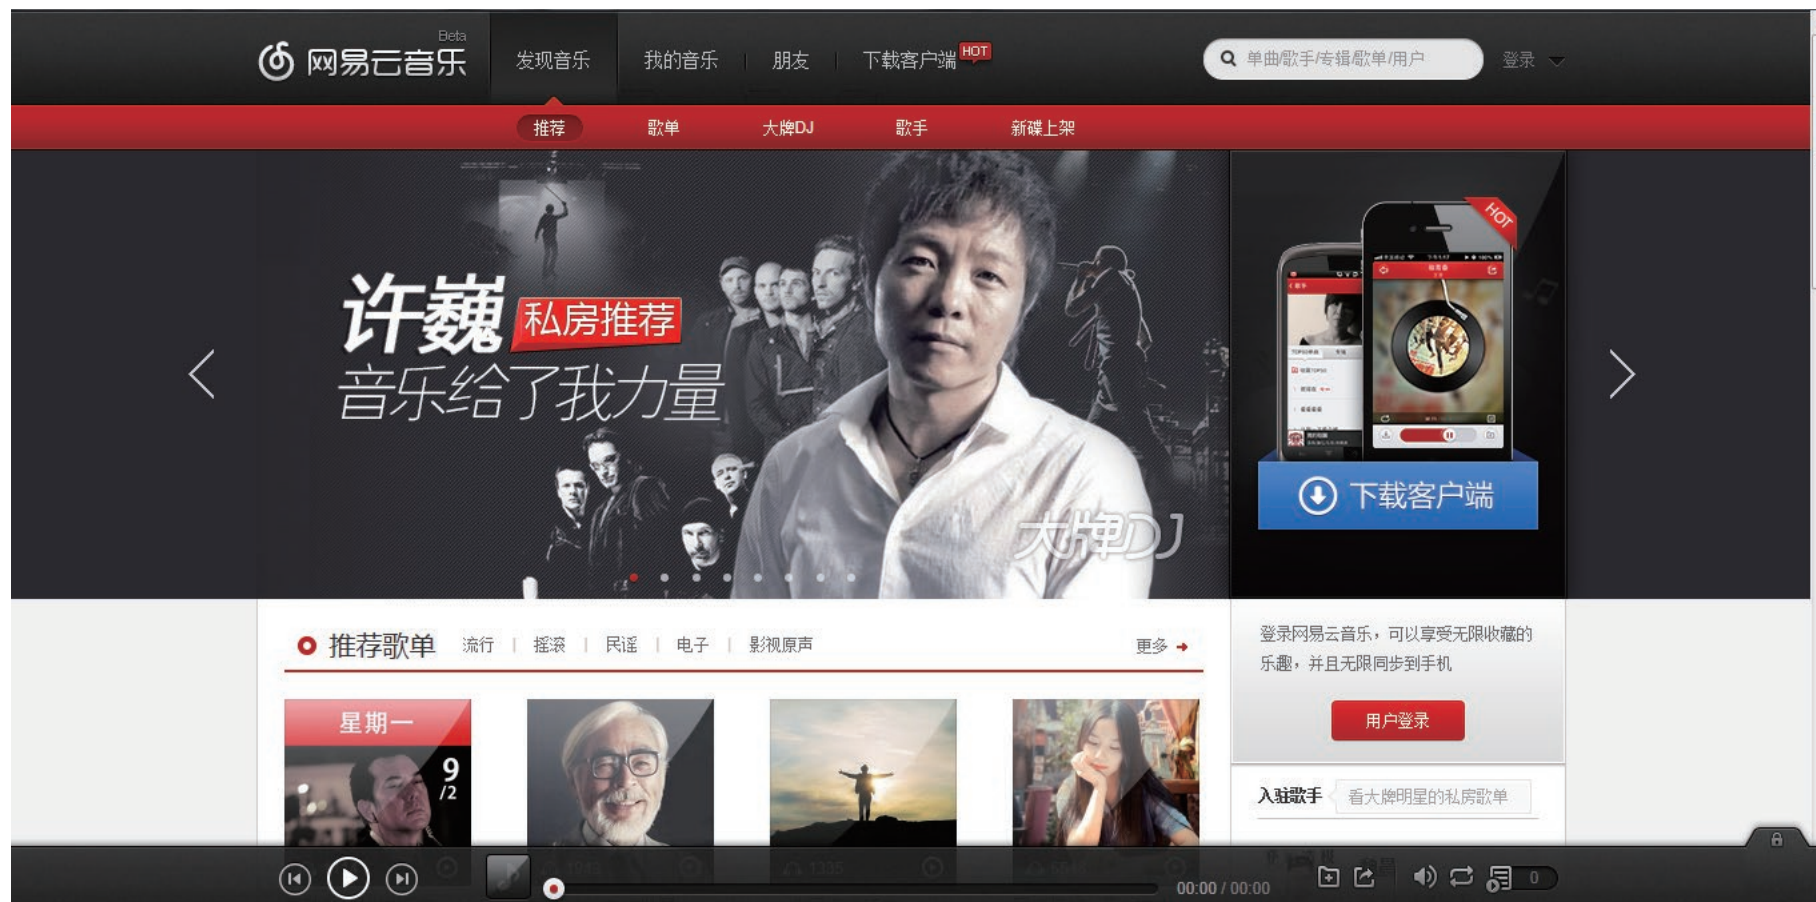 Beta
网易云音乐
发现音乐
我的音乐
朋友
下载客户端
HOT
单曲/歌手/专辑/歌单/用户
登录
推荐
歌单
大牌DJ
歌手
新碟上架
许巍
私房推荐
音乐给了我力量
大牌DJ
HOT
下载客户端
推荐歌单
流行
摇滚
民谣
电子
影视原声
更多
登录网易云音乐，可以享受无限收藏的
乐趣，并且无限同步到手机
用户登录
星期一
9
/2
入驻歌手
看大牌明星的私房歌单
1335
00:00 / 00:00
0